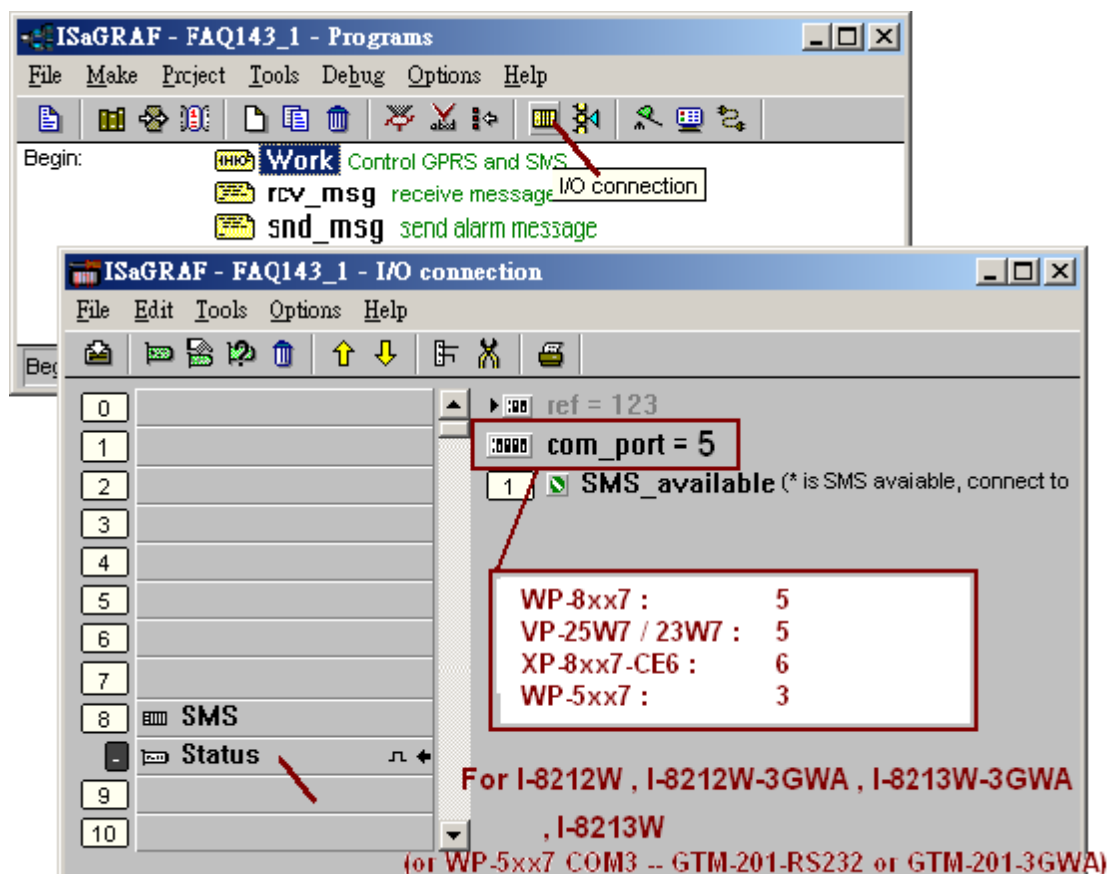 ISaGRAF - FAQ143_1 - Programs
File Make Prcject Tools Debug Options Help
Begin:
Work Control GPRS and SMS
I/O connection
rcv_msg receive message
snd_msg send alarm message
ISaGRAF - FAQ143_1 - I/O connection
File Edit Tools Options Help
Beg
0
1
2
3
4
5
6
7
8 SMS
- Status
9
10
ref = 123
com_port = 5
1 SMS_available (* is SMS avaiable, connect to
WP-8xx7 : 5
VP-25W7 / 23W7 : 5
XP-8xx7-CE6 : 6
WP-5xx7 : 3
For I-8212W , I-8212W-3GWA , I-8213W-3GWA
, I-8213W
(or WP-5xx7 COM3 -- GTM-201-RS232 or GTM-201-3GWA)